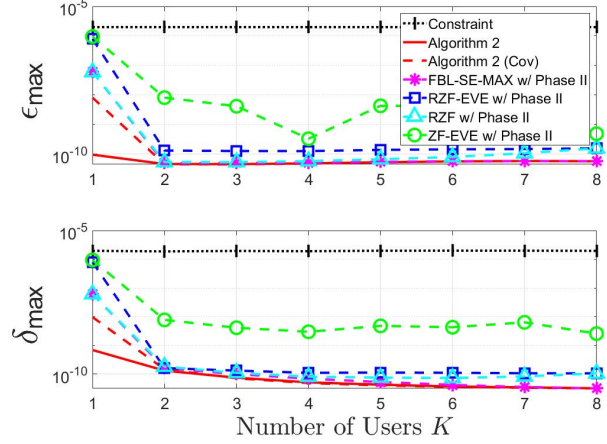 Constraint
Algorithm 2
Algorithm 2 (Cov)
FBL-SE-MAX w/ Phase II
RZF-EVE w/ Phase II
RZF w/ Phase II
ZF-EVE w/ Phase II
ϵmax
10^-5
10^-10
1 2 3 4 5 6 7 8
δmax
10^-5
10^-10
1 2 3 4 5 6 7 8
Number of Users K